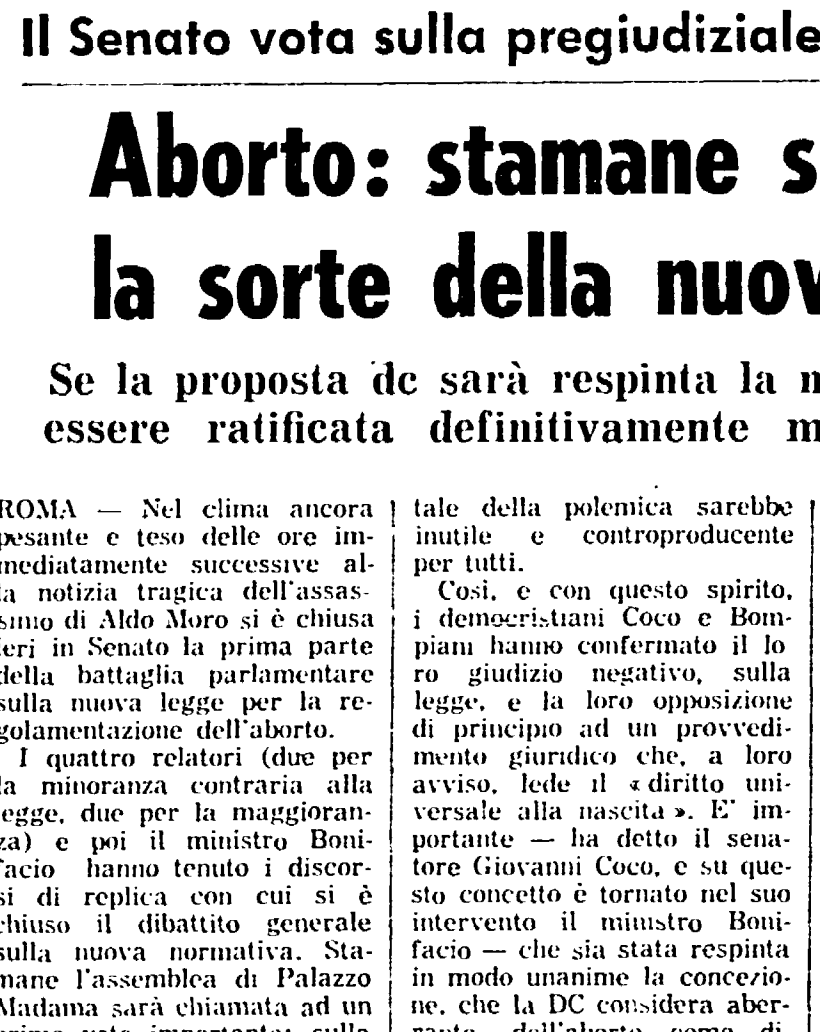 Il Senato vota sulla pregiudiziale
Aborto: stamane s
la sorte della nuov
Se la proposta dc sarà respinta la
essere ratificata definitivamente
ROMA — Nel clima ancora
pesante e teso delle ore im-
mediatamente successive al-
la notizia tragica dell'assas-
sinio di Aldo Moro si è chiusa
ieri in Senato la prima parte
della battaglia parlamentare
sulla nuova legge per la re-
golamentazione dell'aborto.
I quattro relatori (due per
la minoranza contraria alla
legge, due per la maggioran-
za) e poi il ministro Boni-
facio hanno tenuto i discor-
si di replica con cui si è
chiuso il dibattito generale
sulla nuova normativa. Sta-
mane l'assemblea di Palazzo
Madama sarà chiamata ad un
primo voto importante: sulla
tale della polemica sarebbe
inutile e controproducente
per tutti.
Così, e con questo spirito,
i democristiani Coco e Bom-
piani hanno confermato il lo
ro giudizio negativo, sulla
legge, e la loro opposizione
di principio ad un provvedi-
mento giuridico che, a loro
avviso, lede il « diritto uni-
versale alla nascita ». E' im-
portante — ha detto il sena-
tore Giovanni Coco, e su que-
sto concetto è tornato nel suo
intervento il ministro Boni-
facio — che sia stata respinta
in modo unanime la concezio-
ne, che la DC considera aber-
rante, dell'aborto come di-